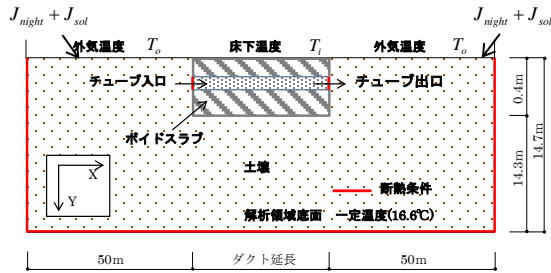 J_night + J_sol
J_night + J_sol
外気温度 T_o
床下温度 T_i
外気温度 T_o
チューブ入口
チューブ出口
ボイドスラブ
0.4m
14.3m
14.7m
土壌
X
Y
断熱条件
解析領域底面 一定温度(16.6℃)
50m
ダクト延長
50m